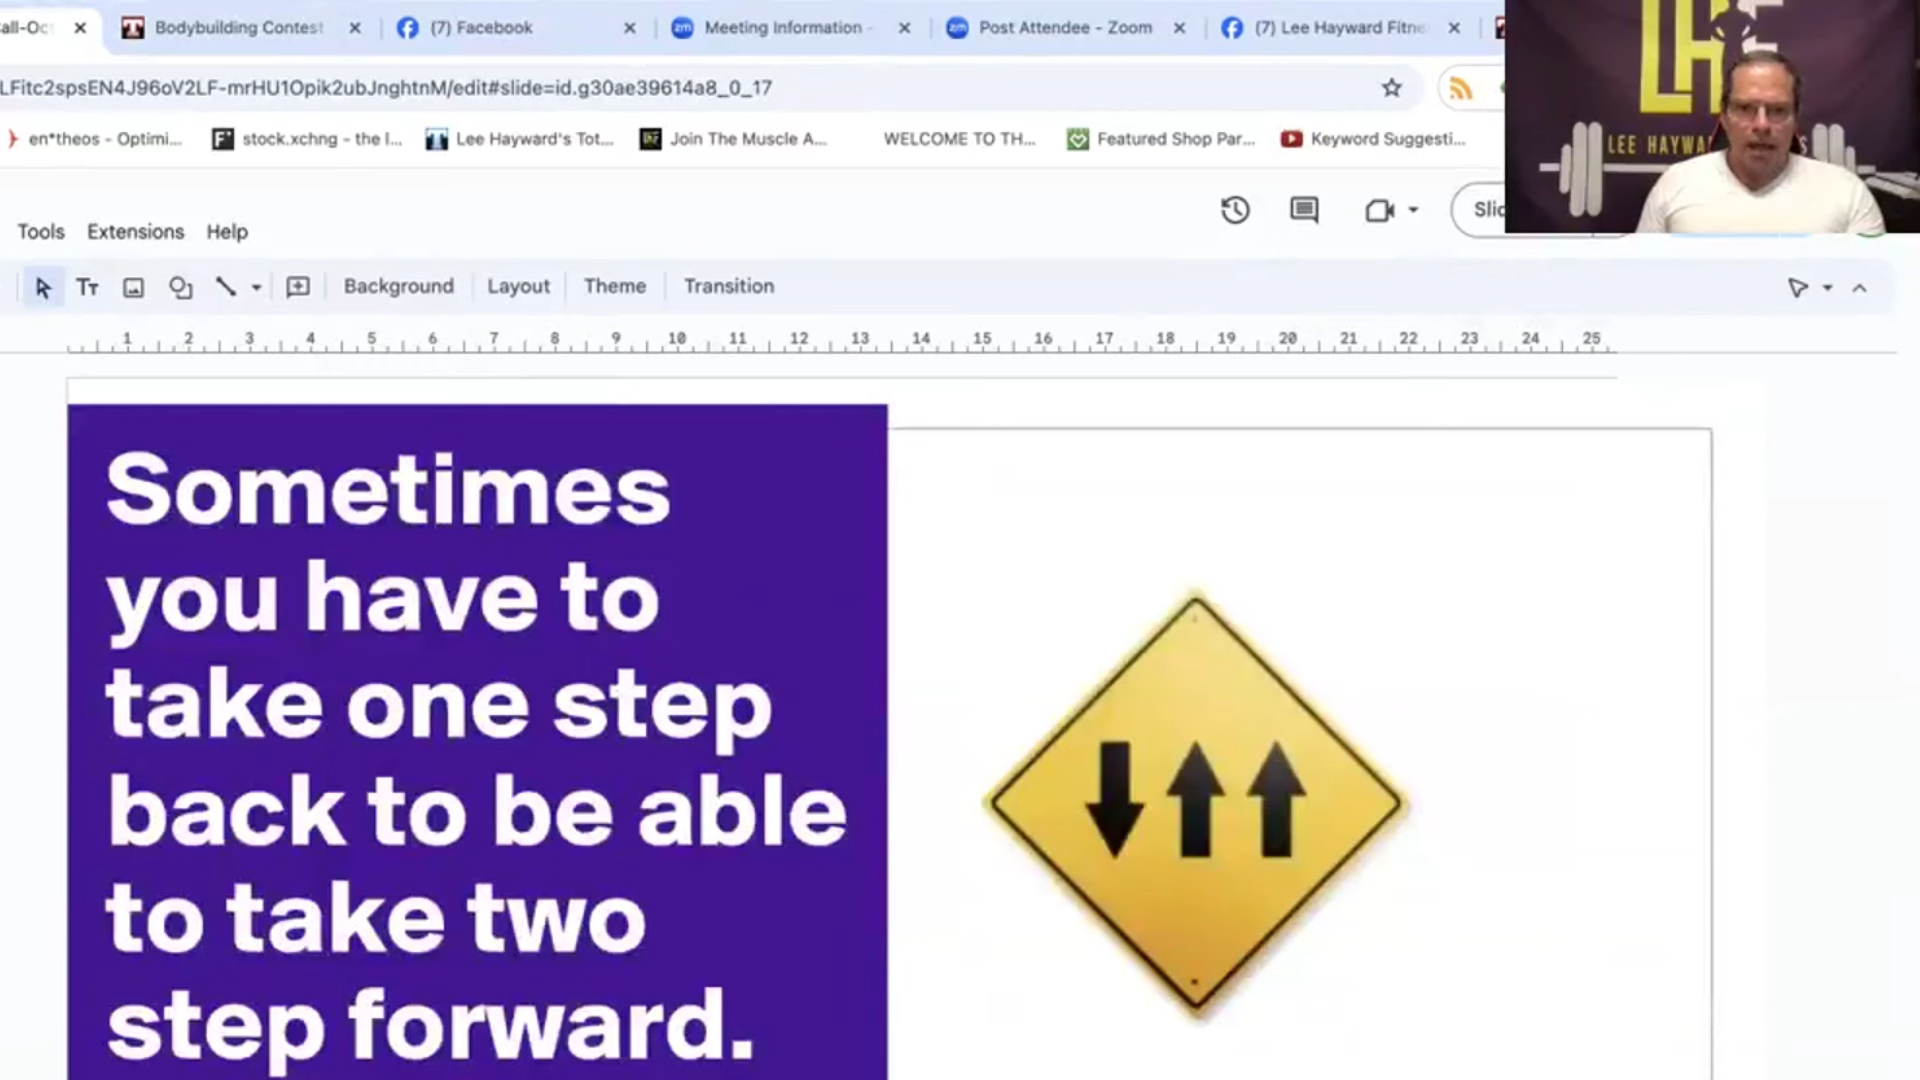 all-Oc
Bodybuilding Contest
(7) Facebook
Meeting Information -
Post Attendee - Zoom
(7) Lee Hayward Fitne
LFitc2spsEN4J96oV2LF-mrHU1Opik2ubJnghtnM/edit#slide=id.g30ae39614a8_0_17
en*theos - Optimi...
stock.xchng - the l...
Lee Hayward's Tot...
Join The Muscle A...
WELCOME TO TH...
Featured Shop Par...
Keyword Suggesti...
LEE HAYWA
Tools
Extensions
Help
Slid
Background
Layout
Theme
Transition
1 2 3 4 5 6 7 8 9 10 11 12 13 14 15 16 17 18 19 20 21 22 23 24 25
Sometimes
you have to
take one step
back to be able
to take two
step forward.